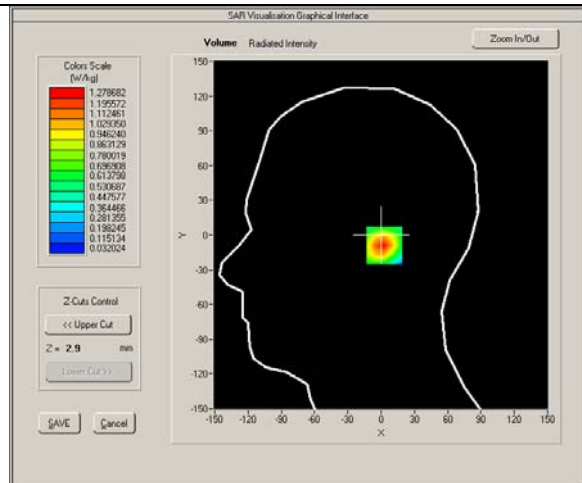 SAR Visualisation Graphical Interface
Volume Radiated Intensity
Zoom In/Out
Colors Scale
(W/kg)
1.278682
1.195572
1.112461
1.029350
0.946240
0.863129
0.780019
0.696908
0.613798
0.530687
0.447577
0.364466
0.281355
0.198245
0.115134
0.032024
Z-Cuts Control
<< Upper Cut
Z = 2.9 mm
Lower Cut >>
SAVE Cancel
150
120
90
60
30
0
-30
-60
-90
-120
-150
Y
-150 -120 -90 -60 -30 0 30 60 90 120 150
X